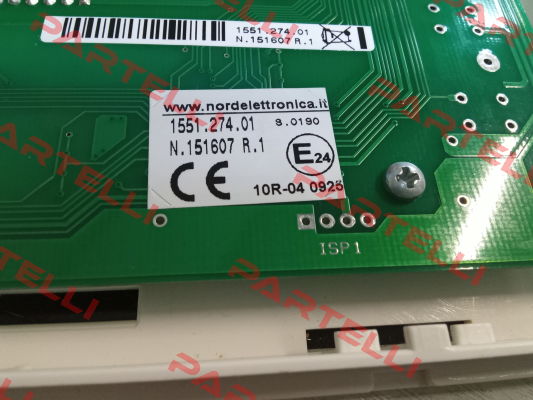 1551.274.01
N.151607 R.1
www.nordelettronica.it
1551.274.01 S.0190
N.151607 R.1
E24
CE
10R-04 0925
ISP1
PARTELLI
PARTELLI
PARTELLI
PARTELLI
PARTELLI